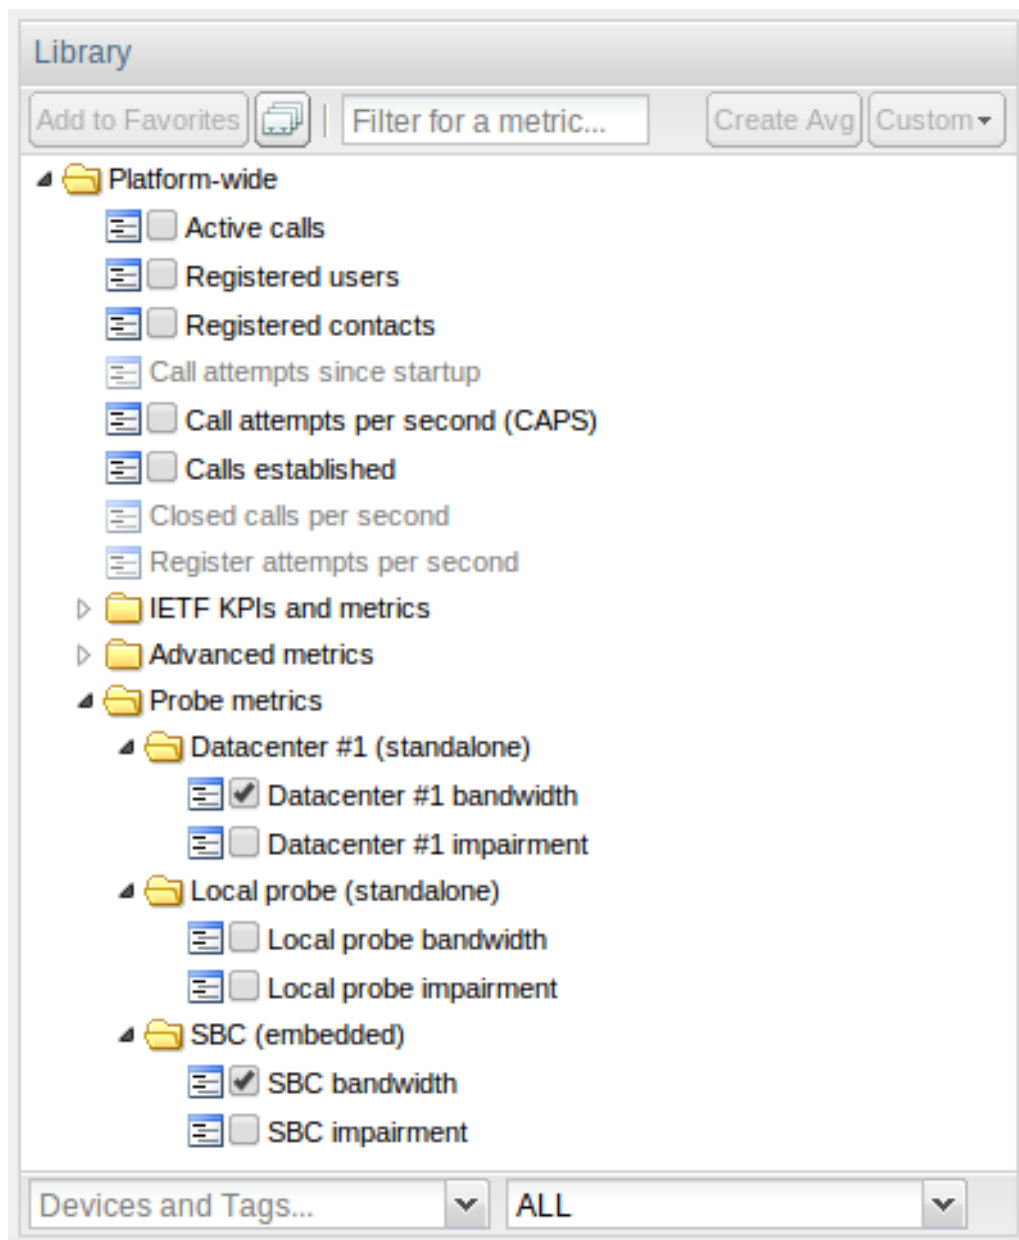 Library
Add to Favorites Filter for a metric... Create Avg Custom
Platform-wide
Active calls
Registered users
Registered contacts
Call attempts since startup
Call attempts per second (CAPS)
Calls established
Closed calls per second
Register attempts per second
IETF KPIs and metrics
Advanced metrics
Probe metrics
Datacenter #1 (standalone)
Datacenter #1 bandwidth
Datacenter #1 impairment
Local probe (standalone)
Local probe bandwidth
Local probe impairment
SBC (embedded)
SBC bandwidth
SBC impairment
Devices and Tags... ALL